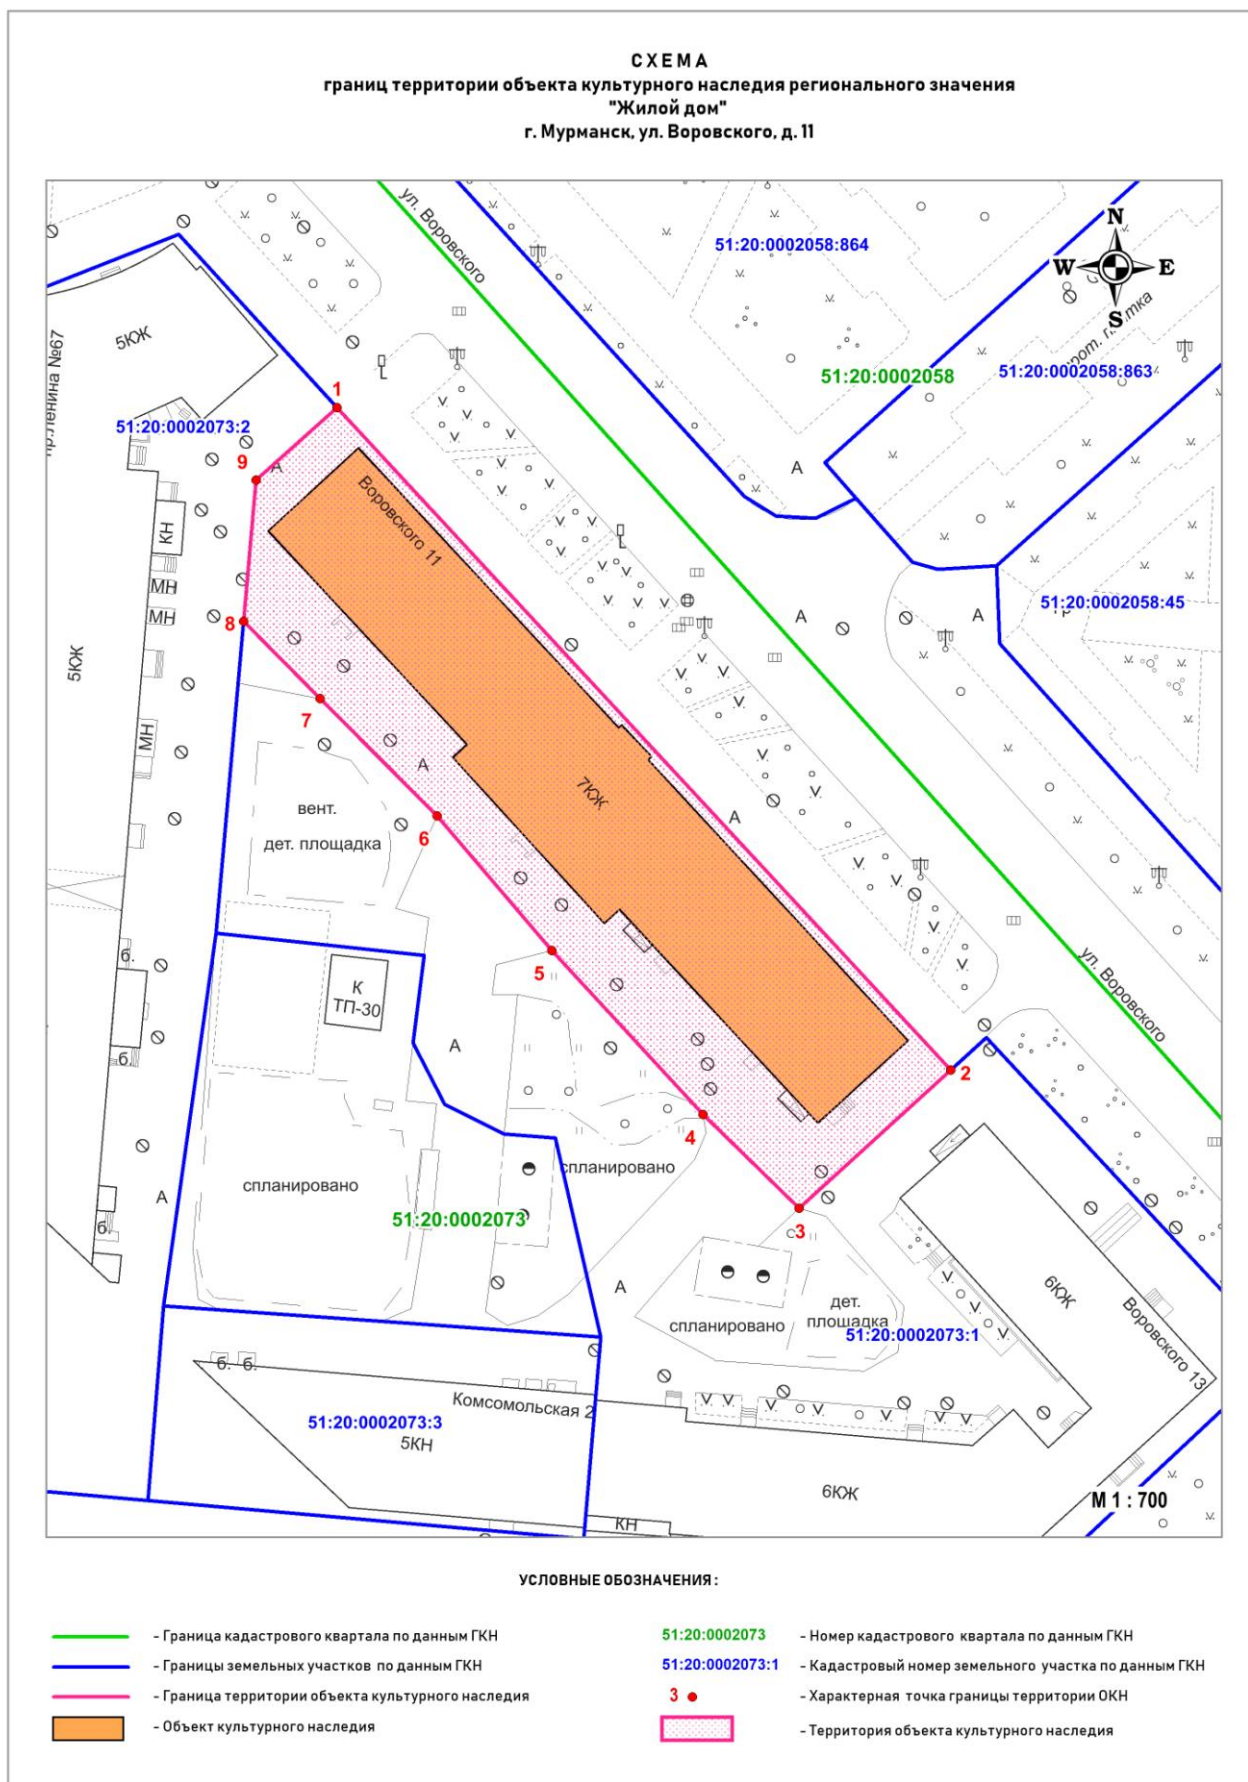 СХЕМА
границ территории объекта культурного наследия регионального значения
"Жилой дом"
г. Мурманск, ул. Воровского, д. 11
ул. Воровского
51:20:0002058:864
N
W
E
S
5КЖ
пр.Ленина №67
51:20:0002058
51:20:0002058:863
1
51:20:0002073:2
9
А
А
Воровского 11
КН
МН
МН
8
А
А
51:20:0002058:45
5КЖ
7
МН
А
7КЖ
вент.
6
А
дет. площадка
5
б.
К
ТП-30
ул. Воровского
А
б.
2
4
спланировано
А
спланировано
3
51:20:0002073
б.
А
6КЖ
дет.
площадка
спланировано
51:20:0002073:1
Воровского 13
б. б.
Комсомольская 2
51:20:0002073:3
5КН
6КЖ
М 1 : 700
КН
УСЛОВНЫЕ ОБОЗНАЧЕНИЯ :
- Граница кадастрового квартала по данным ГКН
- Границы земельных участков по данным ГКН
- Граница территории объекта культурного наследия
- Объект культурного наследия
51:20:0002073
- Номер кадастрового квартала по данным ГКН
51:20:0002073:1
- Кадастровый номер земельного участка по данным ГКН
3
- Характерная точка границы территории ОКН
- Территория объекта культурного наследия